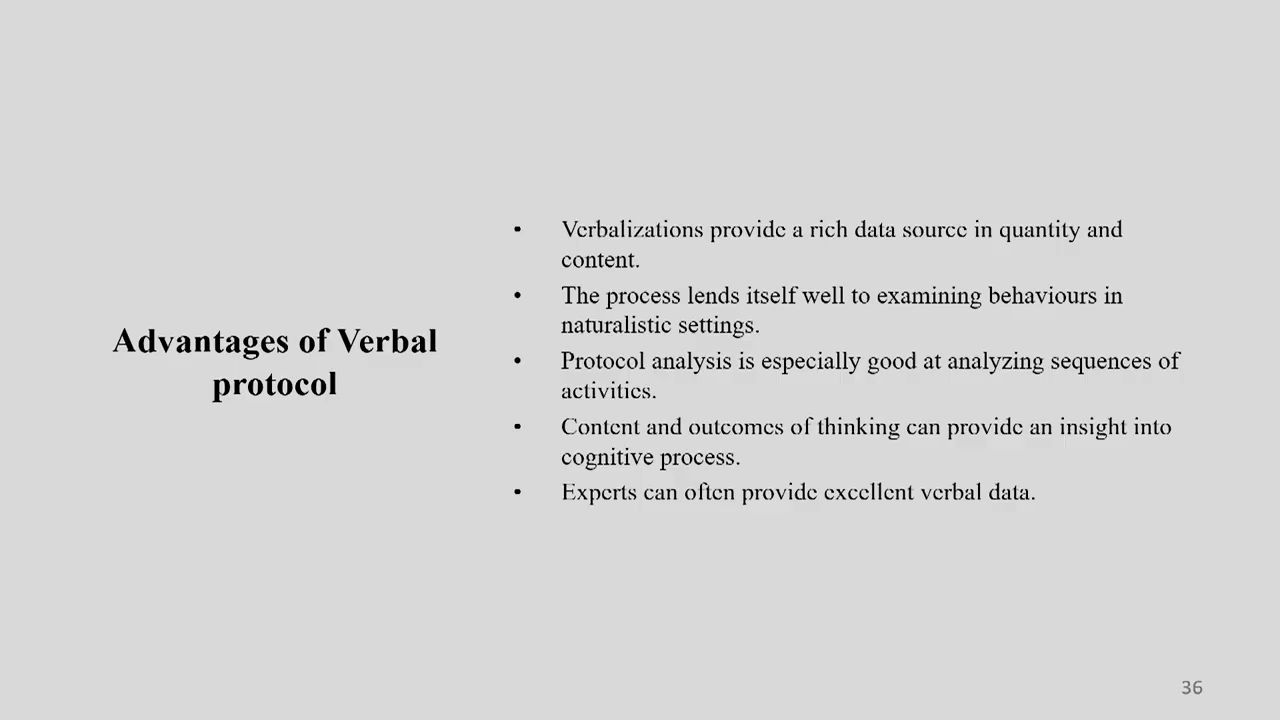 Advantages of Verbal
protocol
• Verbalizations provide a rich data source in quantity and
content.
• The process lends itself well to examining behaviours in
naturalistic settings.
• Protocol analysis is especially good at analyzing sequences of
activities.
• Content and outcomes of thinking can provide an insight into
cognitive process.
• Experts can often provide excellent verbal data.
36